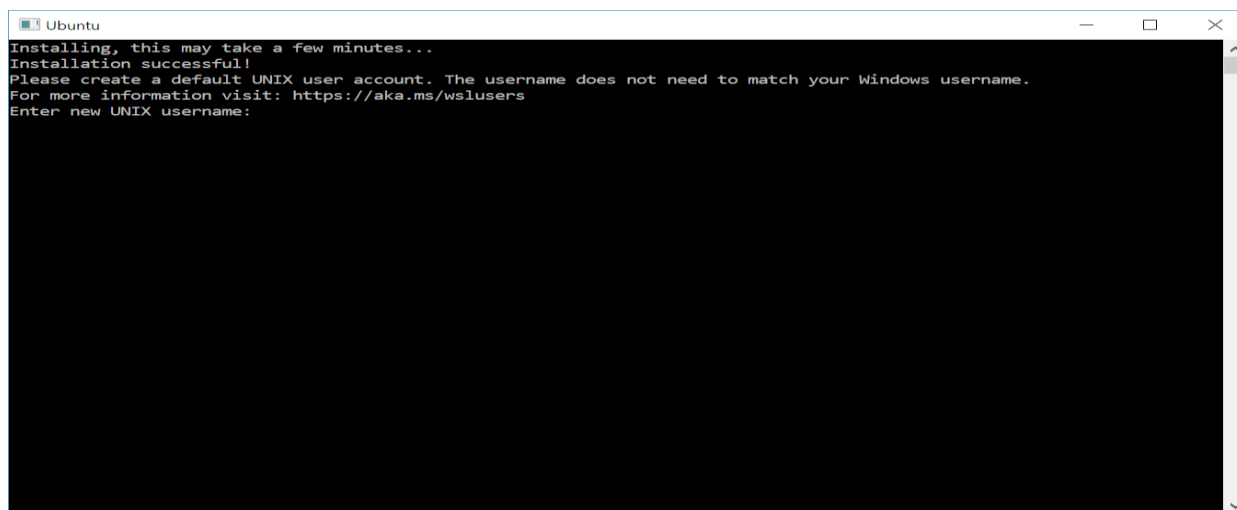 Ubuntu
Installing, this may take a few minutes...
Installation successful!
Please create a default UNIX user account. The username does not need to match your Windows username.
For more information visit: https://aka.ms/wslusers
Enter new UNIX username: